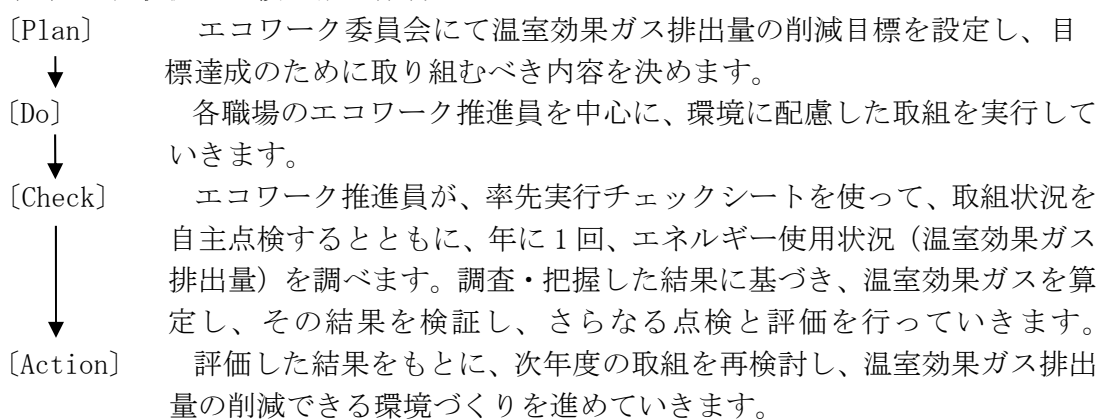 〔Plan〕 エコワーク委員会にて温室効果ガス排出量の削減目標を設定し、目
標達成のために取り組むべき内容を決めます。
〔Do〕 各職場のエコワーク推進員を中心に、環境に配慮した取組を実行して
いきます。
〔Check〕 エコワーク推進員が、率先実行チェックシートを使って、取組状況を
自主点検するとともに、年に１回、エネルギー使用状況（温室効果ガス
排出量）を調べます。調査・把握した結果に基づき、温室効果ガスを算
定し、その結果を検証し、さらなる点検と評価を行っていきます。
〔Action〕 評価した結果をもとに、次年度の取組を再検討し、温室効果ガス排出
量の削減できる環境づくりを進めていきます。